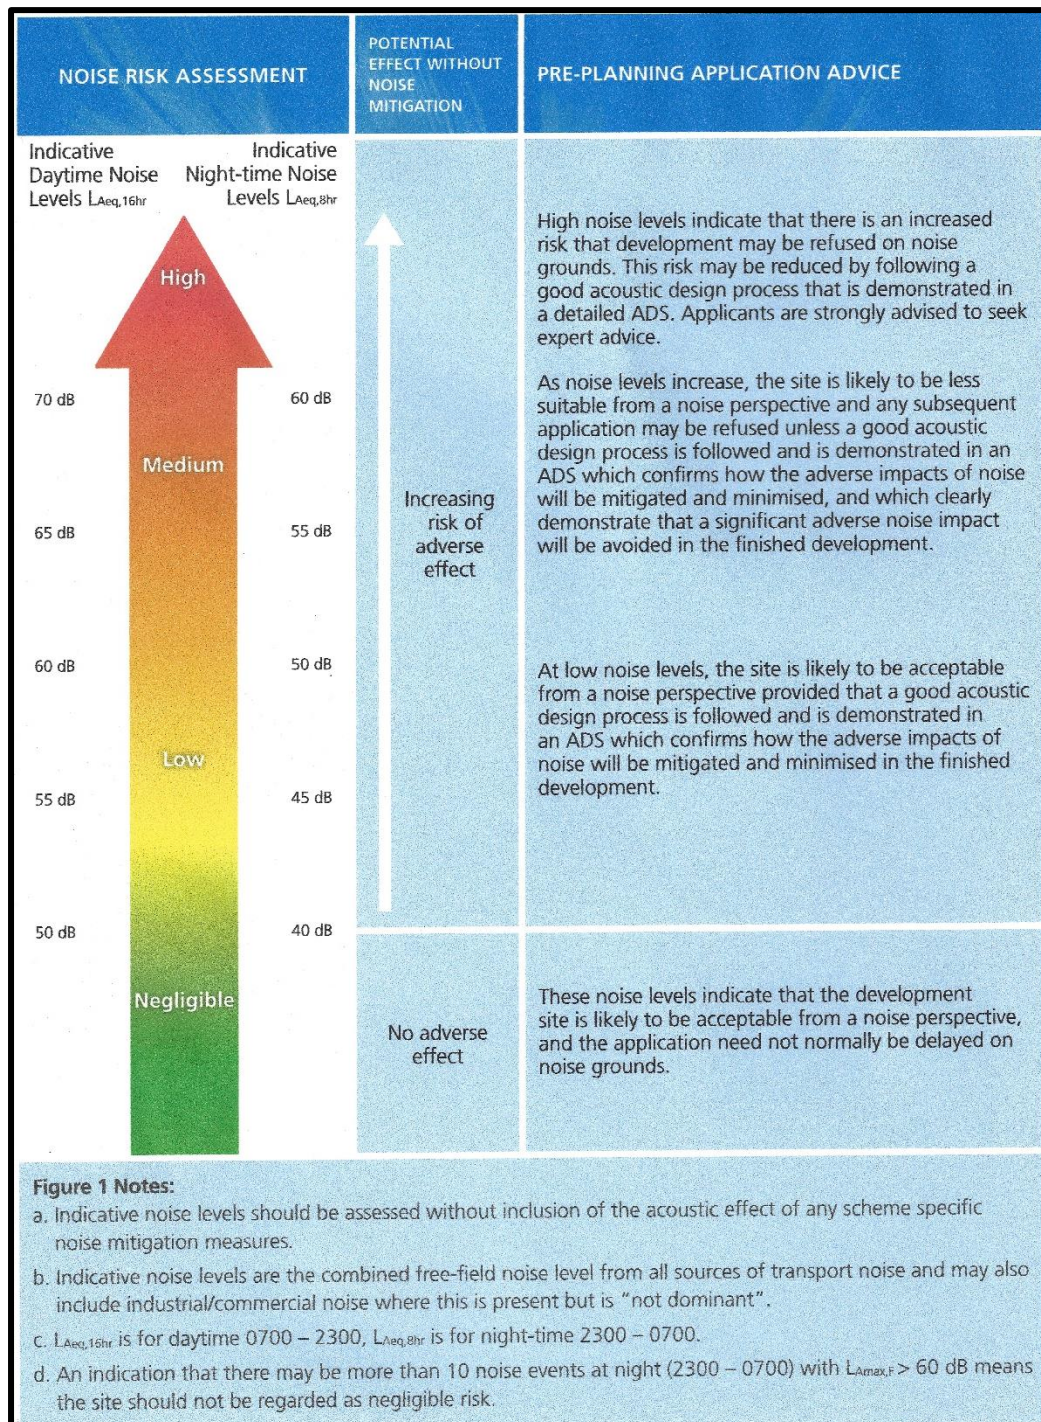 NOISE RISK ASSESSMENT
POTENTIAL
EFFECT WITHOUT
NOISE
MITIGATION
PRE-PLANNING APPLICATION ADVICE
Indicative
Daytime Noise
Levels LAeq,16hr
Indicative
Night-time Noise
Levels LAeq,8hr
High
70 dB
60 dB
Medium
65 dB
55 dB
60 dB
50 dB
Low
55 dB
45 dB
50 dB
40 dB
Negligible
Increasing
risk of
adverse
effect
No adverse
effect
High noise levels indicate that there is an increased
risk that development may be refused on noise
grounds. This risk may be reduced by following a
good acoustic design process that is demonstrated in
a detailed ADS. Applicants are strongly advised to seek
expert advice.
As noise levels increase, the site is likely to be less
suitable from a noise perspective and any subsequent
application may be refused unless a good acoustic
design process is followed and is demonstrated in an
ADS which confirms how the adverse impacts of noise
will be mitigated and minimised, and which clearly
demonstrate that a significant adverse noise impact
will be avoided in the finished development.
At low noise levels, the site is likely to be acceptable
from a noise perspective provided that a good acoustic
design process is followed and is demonstrated in
an ADS which confirms how the adverse impacts of
noise will be mitigated and minimised in the finished
development.
These noise levels indicate that the development
site is likely to be acceptable from a noise perspective,
and the application need not normally be delayed on
noise grounds.
Figure 1 Notes:
a. Indicative noise levels should be assessed without inclusion of the acoustic effect of any scheme specific
noise mitigation measures.
b. Indicative noise levels are the combined free-field noise level from all sources of transport noise and may also
include industrial/commercial noise where this is present but is “not dominant”.
c. LAeq,16hr is for daytime 0700 – 2300, LAeq,8hr is for night-time 2300 – 0700.
d. An indication that there may be more than 10 noise events at night (2300 – 0700) with LAmax,F > 60 dB means
the site should not be regarded as negligible risk.